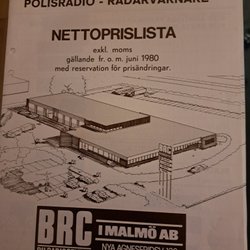 POLISRADIO - RADARVARNARE
NETTOPRISLISTA
exkl. moms
gällande fr. o. m. juni 1980
med reservation för prisändringar.
BRC
I MALMÖ AB